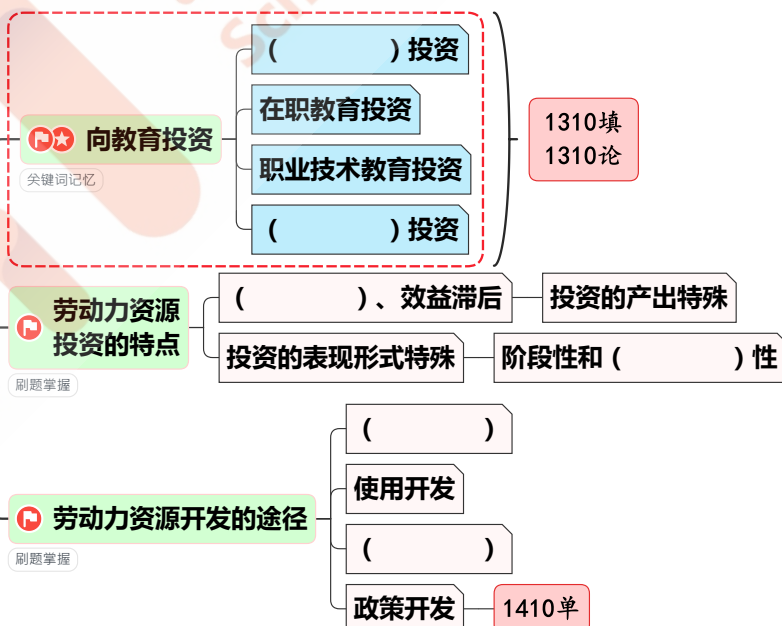 (            ) 投资
在职教育投资
向教育投资
关键词记忆
职业技术教育投资
(            ) 投资
1310填
1310论
劳动力资源
投资的特点
刷题掌握
(            ) 、效益滞后
投资的产出特殊
投资的表现形式特殊
阶段性和 (            ) 性
劳动力资源开发的途径
刷题掌握
(            )
使用开发
(            )
政策开发
1410单